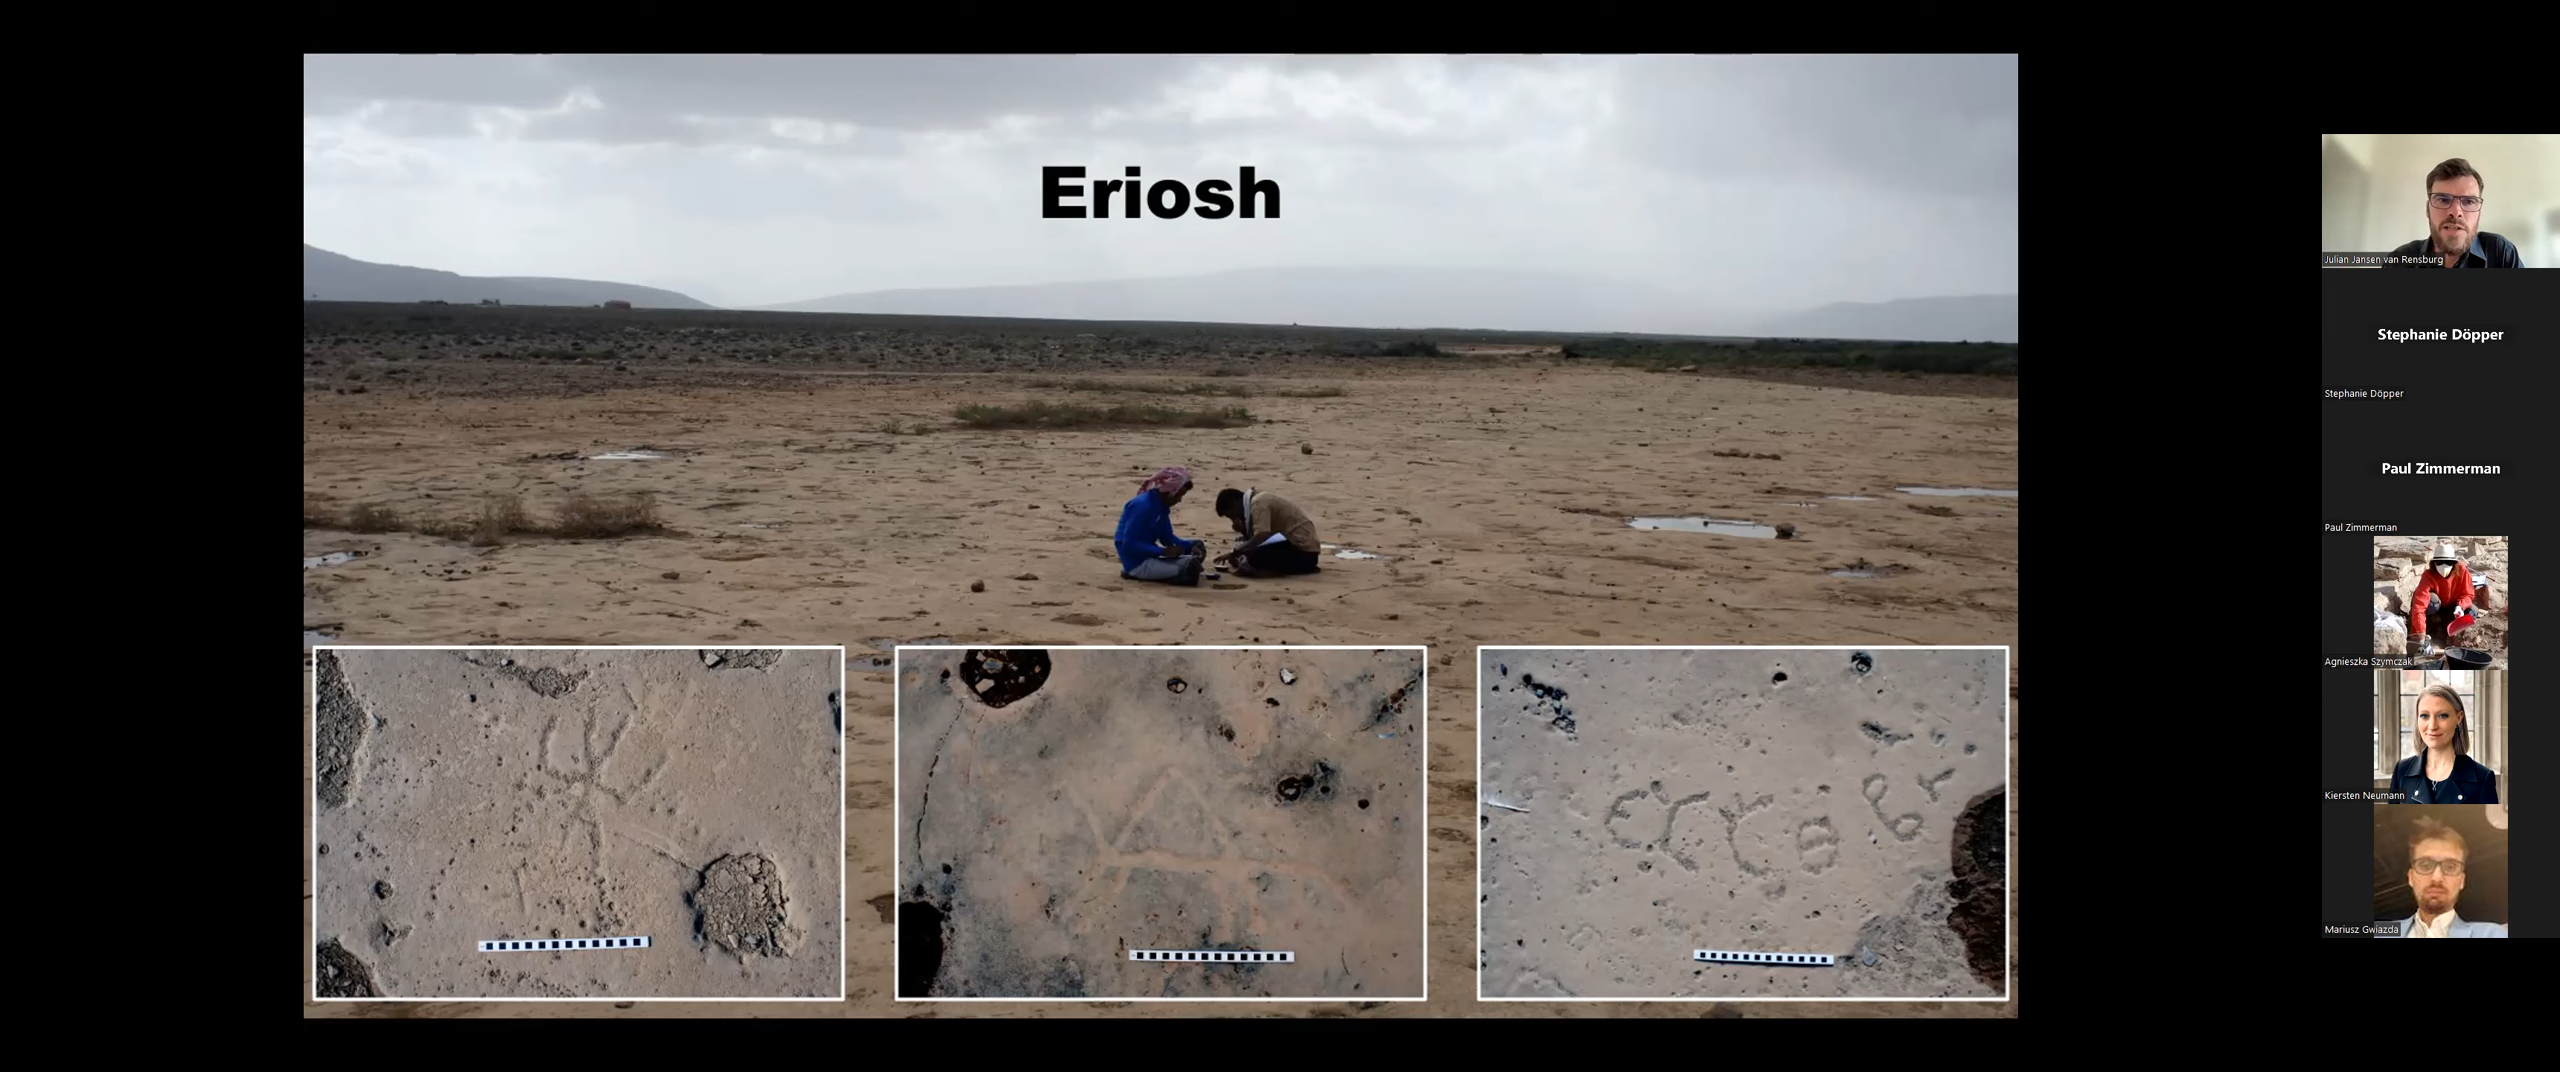 Eriosh
Julian Jansen van Rensburg
Stephanie Döpper
Stephanie Döpper
Paul Zimmerman
Paul Zimmerman
Agnieszka Szymczak
Kiersten Neumann
Mariusz Gwiazda